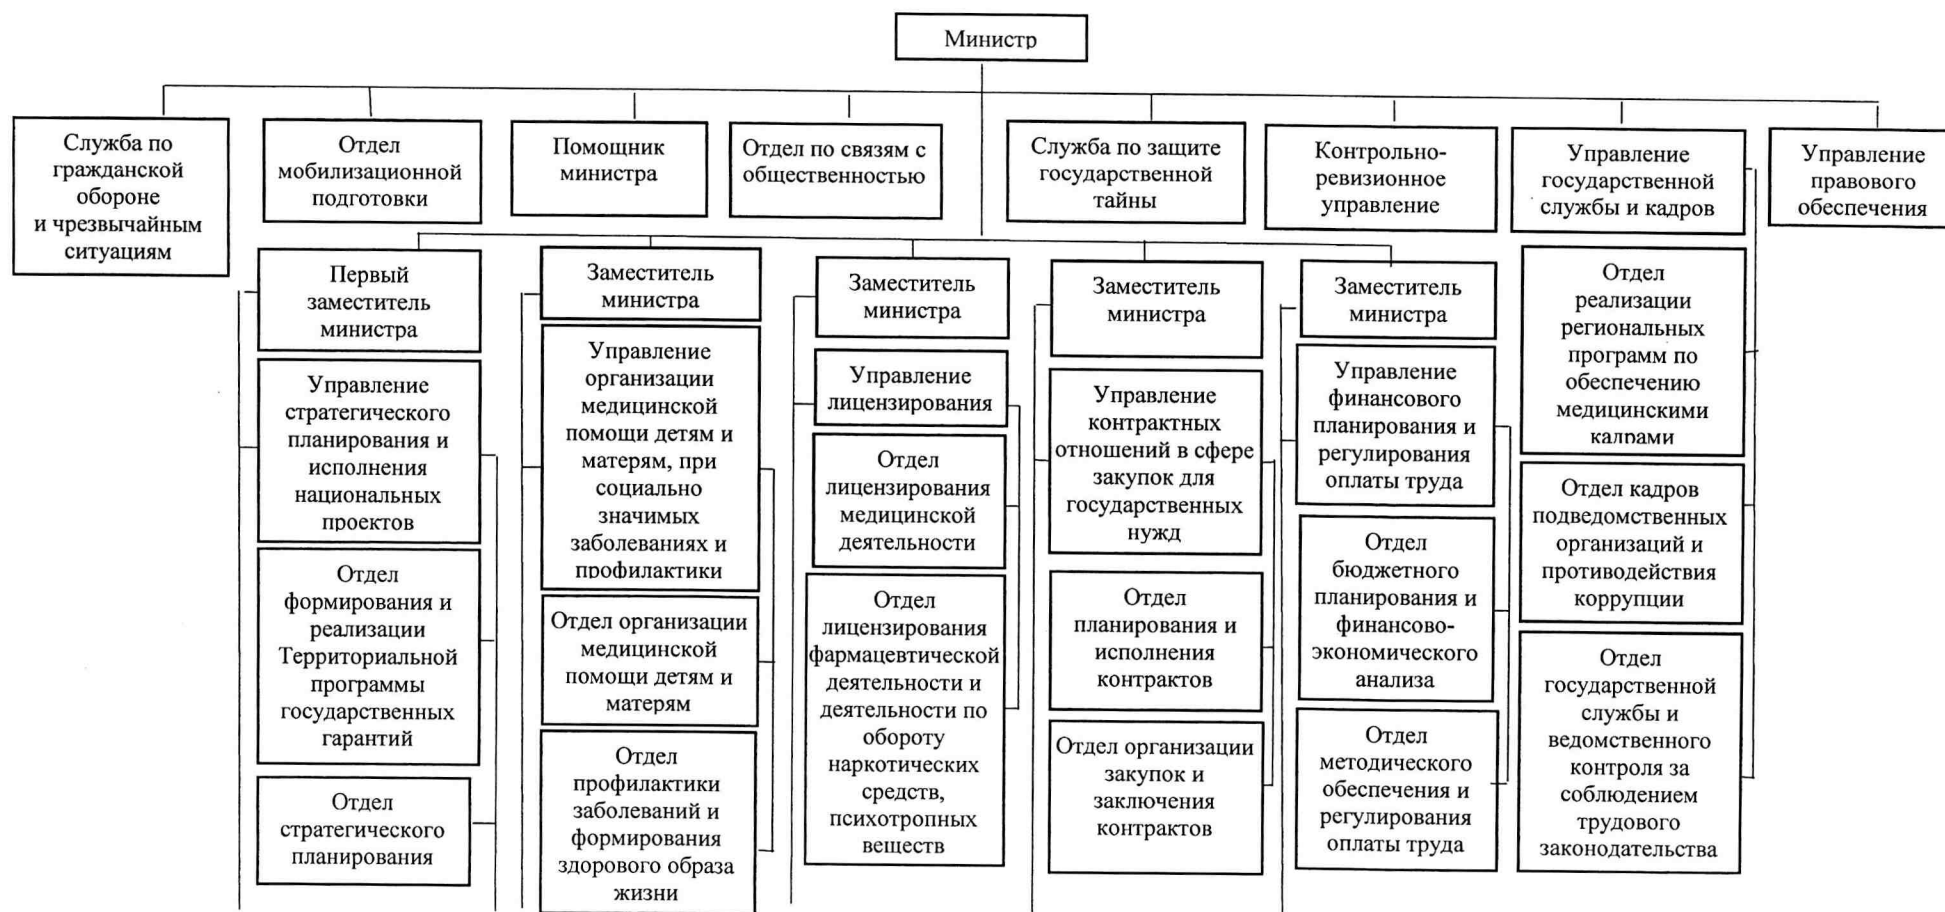 Министр
Служба по
гражданской
обороне
и чрезвычайным
ситуациям
Отдел
мобилизационной
подготовки
Помощник
министра
Отдел по связям с
общественностью
Служба по защите
государственной
тайны
Контрольно-
ревизионное
управление
Управление
государственной
службы и кадров
Управление
правового
обеспечения
Первый
заместитель
министра
Управление
стратегического
планирования и
исполнения
национальных
проектов
Отдел
формирования и
реализации
Территориальной
программы
государственных
гарантий
Отдел
стратегического
планирования
Заместитель
министра
Управление
организации
медицинской
помощи детям и
матерям, при
социально
значимых
заболеваниях и
профилактики
Отдел организации
медицинской
помощи детям и
матерям
Отдел
профилактики
заболеваний и
формирования
здорового образа
жизни
Заместитель
министра
Управление
лицензирования
Отдел
лицензирования
медицинской
деятельности
Отдел
лицензирования
фармацевтической
деятельности и
деятельности по
обороту
наркотических
средств,
психотропных
веществ
Заместитель
министра
Управление
контрактных
отношений в сфере
закупок для
государственных
нужд
Отдел
планирования и
исполнения
контрактов
Отдел организации
закупок и
заключения
контрактов
Заместитель
министра
Управление
финансового
планирования и
регулирования
оплаты труда
Отдел
бюджетного
планирования и
финансово-
экономического
анализа
Отдел
методического
обеспечения и
регулирования
оплаты труда
Отдел
реализации
региональных
программ по
обеспечению
медицинскими
кадрами
Отдел кадров
подведомственных
организаций и
противодействия
коррупции
Отдел
государственной
службы и
ведомственного
контроля за
соблюдением
трудового
законодательства